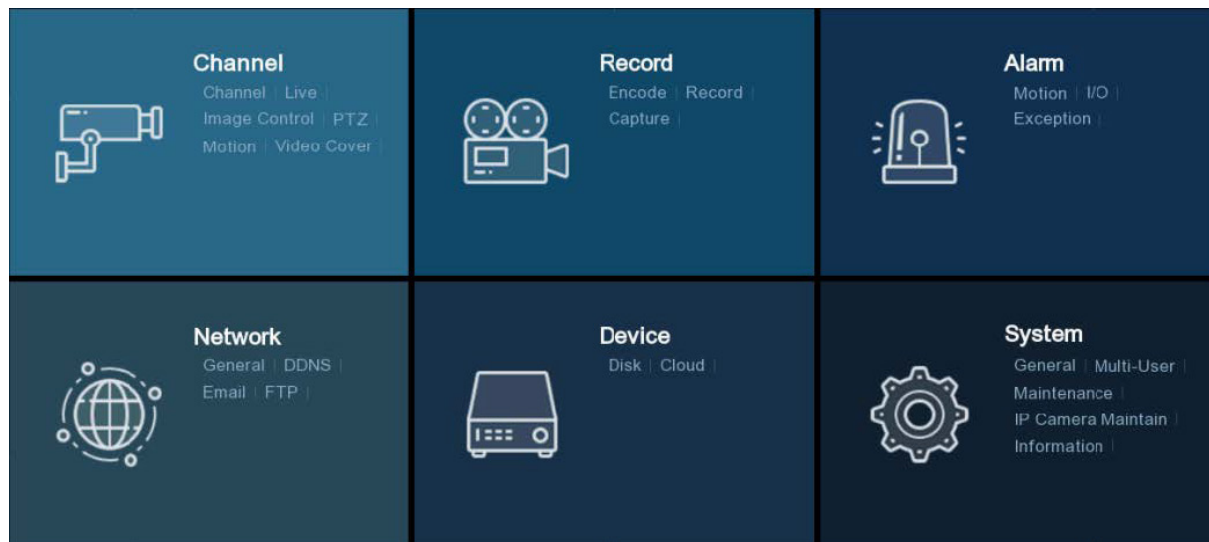 Channel
Channel | Live |
Image Control | PTZ |
Motion | Video Cover |
Record
Encode | Record |
Capture |
Alarm
Motion | I/O |
Exception |
Network
General | DDNS |
Email | FTP |
Device
Disk | Cloud |
System
General | Multi-User |
Maintenance |
IP Camera Maintain |
Information |